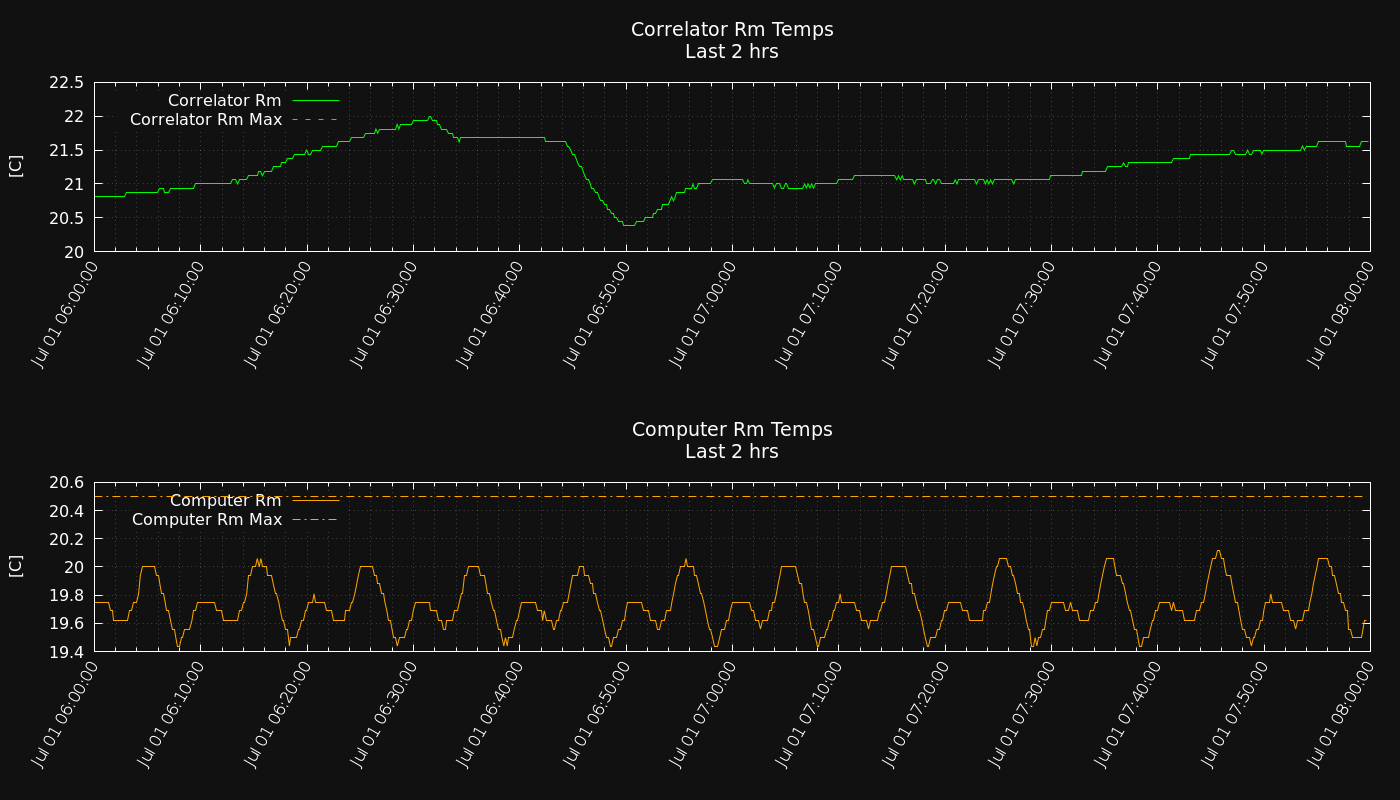 Correlator Rm Temps
Last 2 hrs
22.5
22
21.5
21
20.5
20
[C]
Correlator Rm
Correlator Rm Max
Jul 01 06:00:00
Jul 01 06:10:00
Jul 01 06:20:00
Jul 01 06:30:00
Jul 01 06:40:00
Jul 01 06:50:00
Jul 01 07:00:00
Jul 01 07:10:00
Jul 01 07:20:00
Jul 01 07:30:00
Jul 01 07:40:00
Jul 01 07:50:00
Jul 01 08:00:00
Computer Rm Temps
Last 2 hrs
20.6
20.4
20.2
20
19.8
19.6
19.4
[C]
Computer Rm
Computer Rm Max
Jul 01 06:00:00
Jul 01 06:10:00
Jul 01 06:20:00
Jul 01 06:30:00
Jul 01 06:40:00
Jul 01 06:50:00
Jul 01 07:00:00
Jul 01 07:10:00
Jul 01 07:20:00
Jul 01 07:30:00
Jul 01 07:40:00
Jul 01 07:50:00
Jul 01 08:00:00